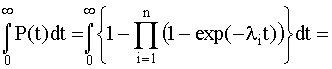 ∫₀^∞ P(t)dt = ∫₀^∞ {1 − ∏ᵢ₌₁ⁿ (1 − exp(−λᵢt))} dt =